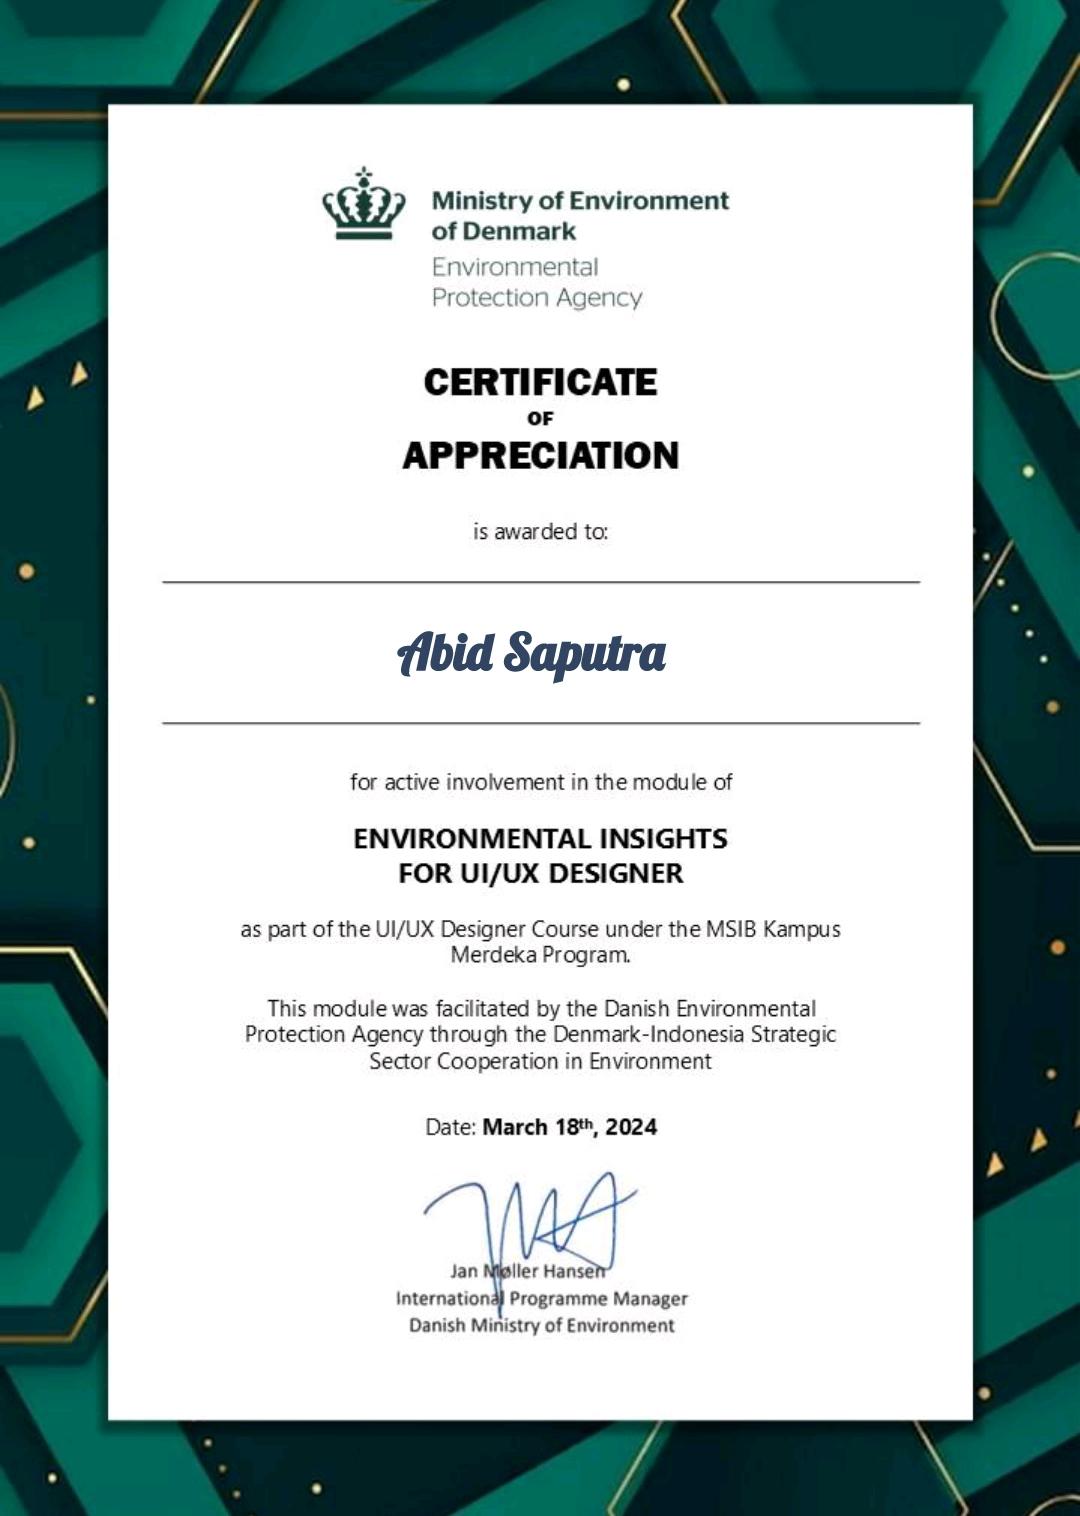 Ministry of Environment
of Denmark
Environmental
Protection Agency
CERTIFICATE
OF
APPRECIATION
is awarded to:
Abid Saputra
for active involvement in the module of
ENVIRONMENTAL INSIGHTS
FOR UI/UX DESIGNER
as part of the UI/UX Designer Course under the MSIB Kampus
Merdeka Program.
This module was facilitated by the Danish Environmental
Protection Agency through the Denmark-Indonesia Strategic
Sector Cooperation in Environment
Date: March 18th, 2024
Jan Møller Hansen
International Programme Manager
Danish Ministry of Environment